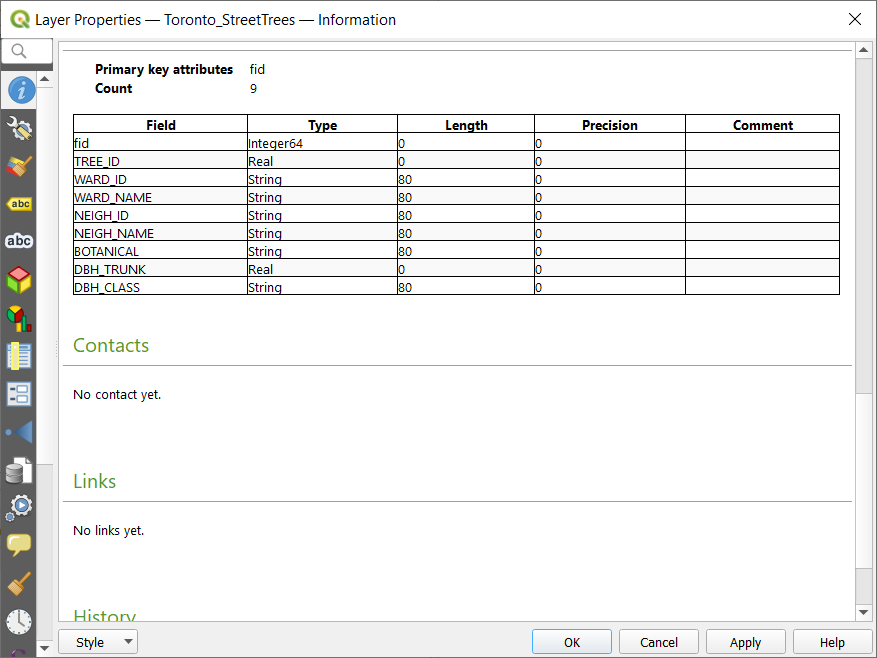 Layer Properties — Toronto_StreetTrees — Information
Primary key attributes fid
Count 9
Field Type Length Precision Comment
fid Integer64 0 0
TREE_ID Real 0 0
WARD_ID String 80 0
WARD_NAME String 80 0
NEIGH_ID String 80 0
NEIGH_NAME String 80 0
BOTANICAL String 80 0
DBH_TRUNK Real 0 0
DBH_CLASS String 80 0
abc
abc
Contacts
No contact yet.
Links
No links yet.
History
Style OK Cancel Apply Help